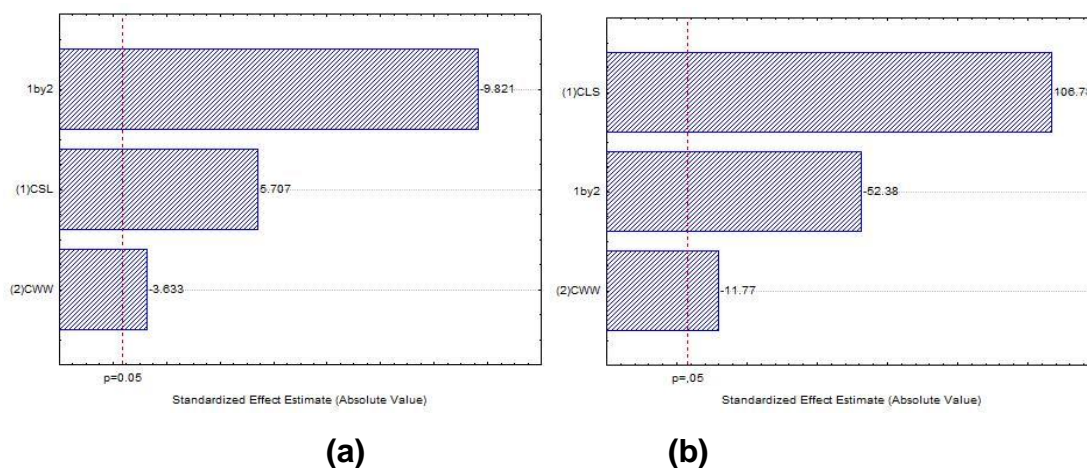 1by2
-9.821
(1)CSL
5.707
(2)CWW
-3.633
p=0.05
Standardized Effect Estimate (Absolute Value)
(a)
(1)CLS
106.78
1by2
-52.38
(2)CWW
-11.77
p=,05
Standardized Effect Estimate (Absolute Value)
(b)